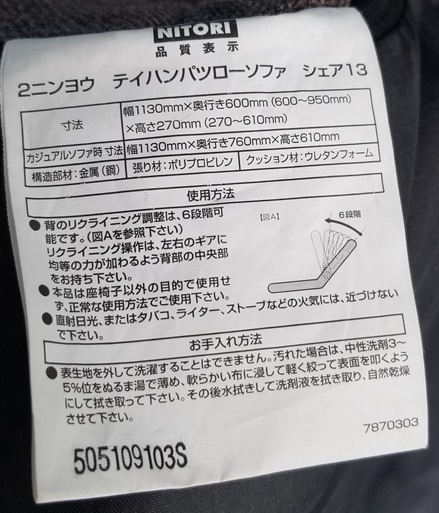 NITORI
品質表示
2ニンヨウ テイハンパツローソファ シェア13
寸法
幅1130mm×奥行き600mm (600~950mm)
×高さ270mm (270~610mm)
カジュアルソファ時 寸法 幅1130mm×奥行き760mm×高さ610mm
構造部材:金属(鋼) 張り材:ポリプロピレン クッション材:ウレタンフォーム
使用方法
●背のリクライニング調整は、6段階可
能です。(図Aを参照下さい)
リクライニング操作は、左右のギアに
均等の力が加わるよう背部の中央部
をお持ち下さい。
【図A】
6段階
●本品は座椅子以外の目的で使用せ
ず、正常な使用方法でご使用下さい。
●直射日光、またはタバコ、ライター、ストーブなどの火気には、近づけない
で下さい。
お手入れ方法
●表生地を外して洗濯することはできません。汚れた場合は、中性洗剤3~
5%位をぬるま湯で薄め、軟らかい布に浸して軽く絞って表面を叩くよう
にして拭き取って下さい。その後水拭きして洗剤液を拭き取り、自然乾燥
させて下さい。
7870303
505109103S